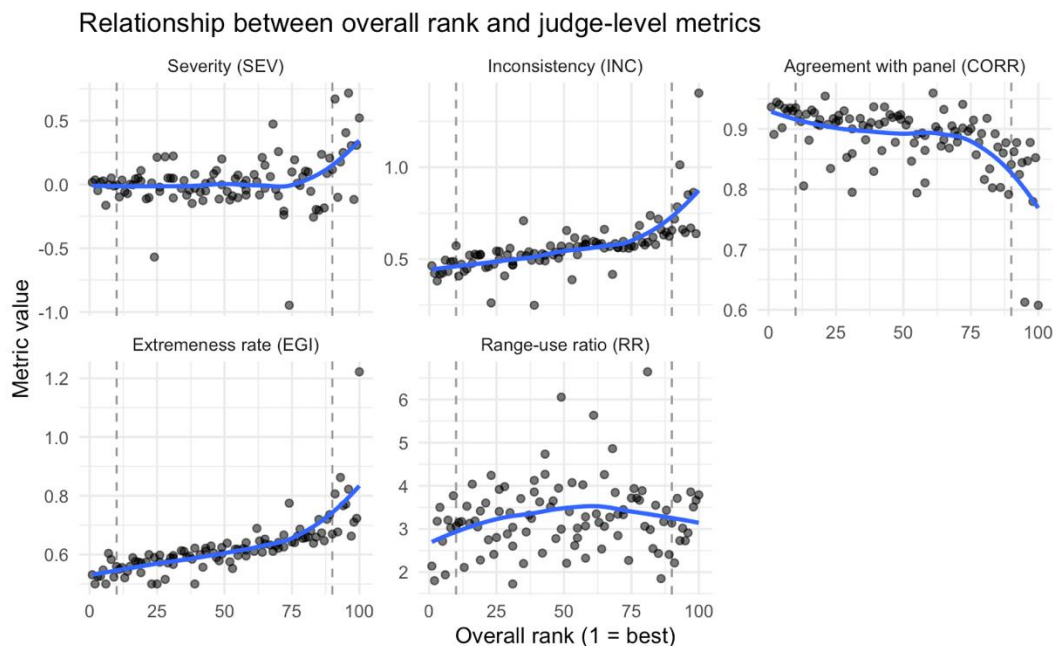 Relationship between overall rank and judge-level metrics
Severity (SEV)
Inconsistency (INC)
Agreement with panel (CORR)
0.5
0.0
-0.5
-1.0
1.0
0.5
0.9
0.8
0.7
0.6
0 25 50 75 100
Metric value
Extremeness rate (EGI)
Range-use ratio (RR)
1.2
1.0
0.8
0.6
6
5
4
3
2
0 25 50 75 100
0 25 50 75 100
Overall rank (1 = best)